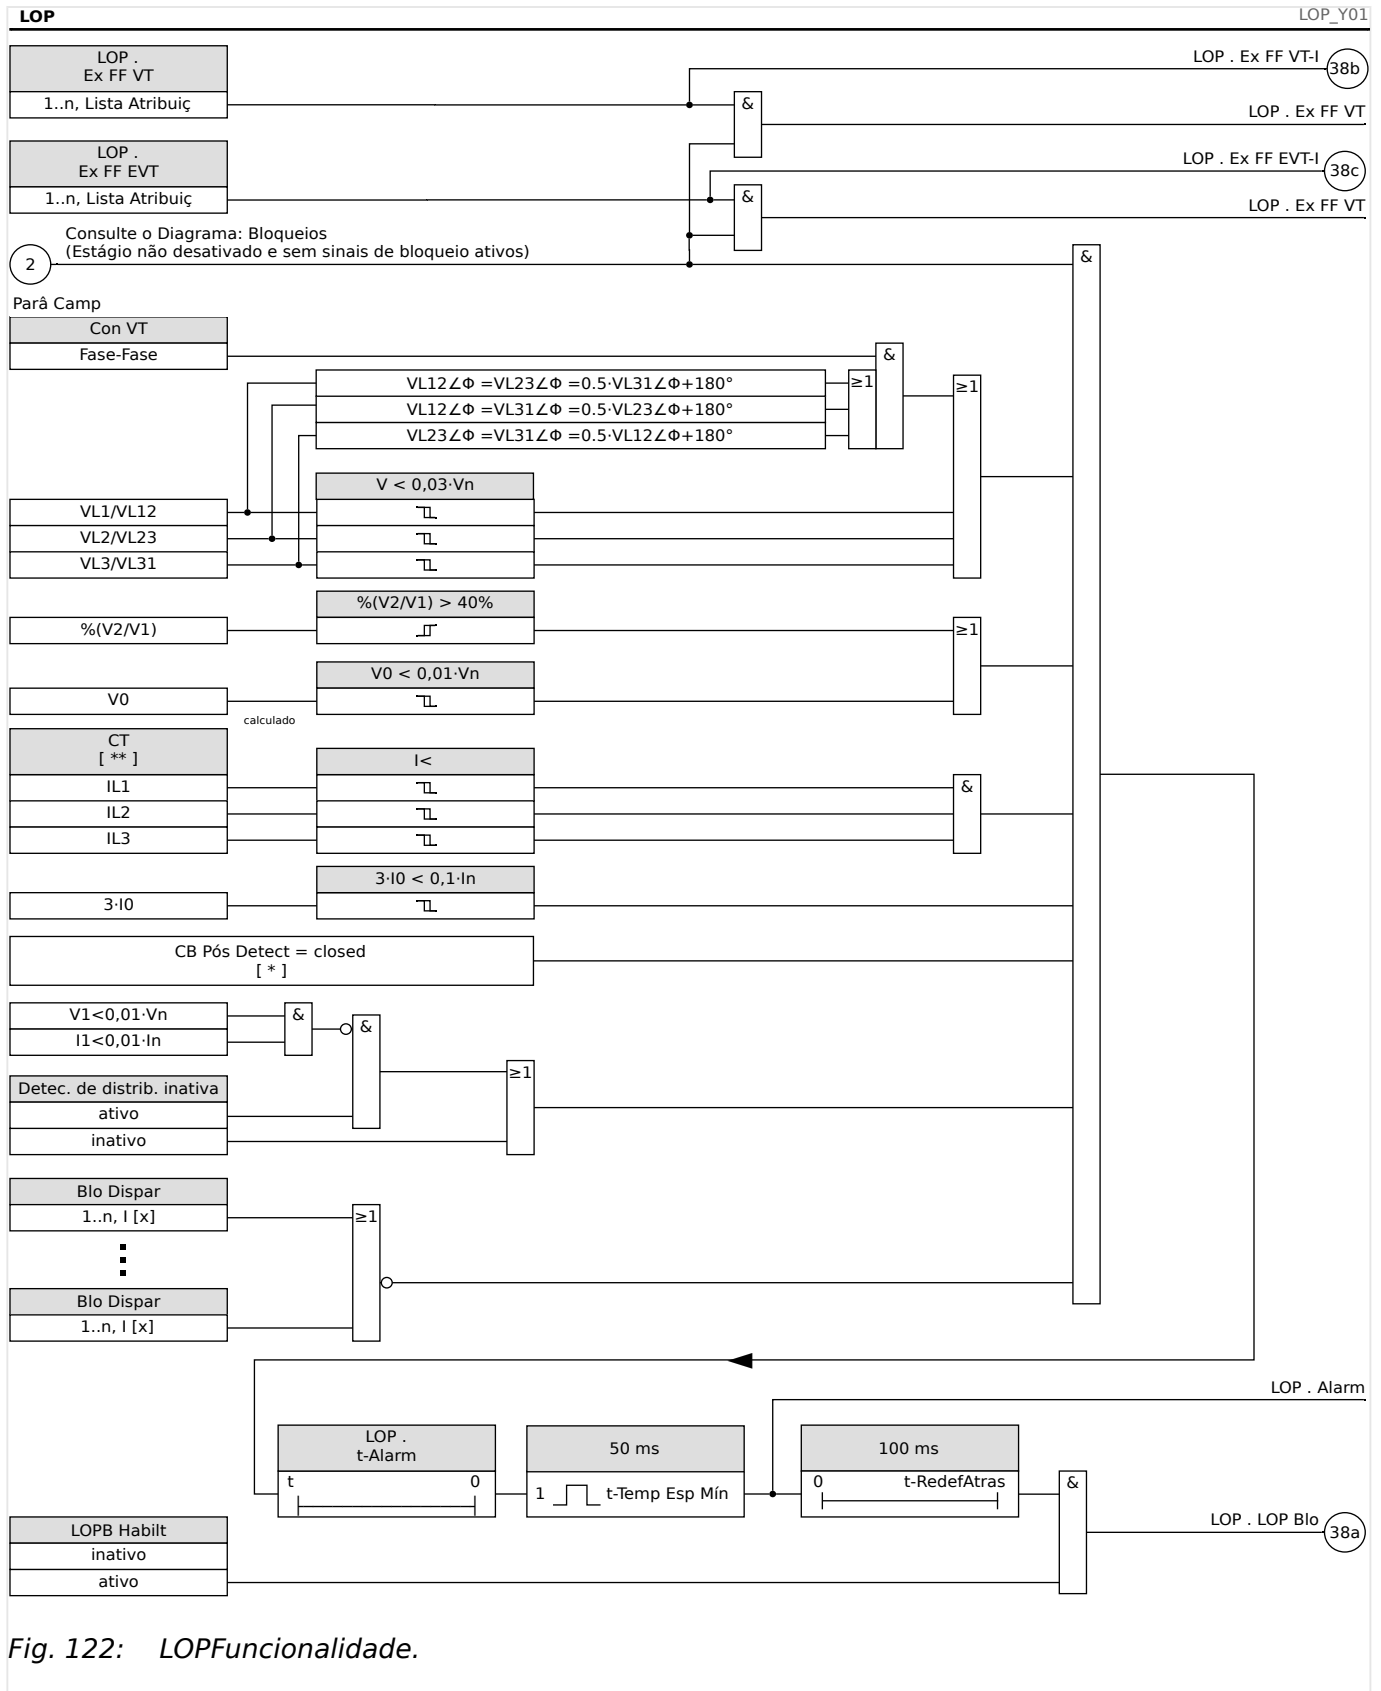 LOP
LOP_Y01
LOP .
Ex FF VT
1..n, Lista Atribuiç
LOP . Ex FF VT-I
38b
&
LOP . Ex FF VT
LOP .
Ex FF EVT
1..n, Lista Atribuiç
LOP . Ex FF EVT-I
38c
&
LOP . Ex FF VT
Consulte o Diagrama: Bloqueios
(Estágio não desativado e sem sinais de bloqueio ativos)
2
&
Parâ Camp
Con VT
Fase-Fase
&
VL12∠Φ =VL23∠Φ =0.5·VL31∠Φ+180°
≥1
≥1
VL12∠Φ =VL31∠Φ =0.5·VL23∠Φ+180°
VL23∠Φ =VL31∠Φ =0.5·VL12∠Φ+180°
V < 0,03·Vn
VL1/VL12
VL2/VL23
VL3/VL31
%(V2/V1) > 40%
%(V2/V1)
≥1
V0 < 0,01·Vn
V0
calculado
CT
[ ** ]
I<
IL1
&
IL2
IL3
3·I0 < 0,1·In
3·I0
CB Pós Detect = closed
[ * ]
V1<0,01·Vn
&
&
I1<0,01·In
≥1
Detec. de distrib. inativa
ativo
inativo
Blo Dispar
1..n, I [x]
≥1
Blo Dispar
1..n, I [x]
LOP . Alarm
LOP .
t-Alarm
50 ms
100 ms
t 0
1 t-Temp Esp Mín
0 t-RedefAtras
&
LOPB Habilt
inativo
ativo
LOP . LOP Blo
38a
Fig. 122: LOPFuncionalidade.